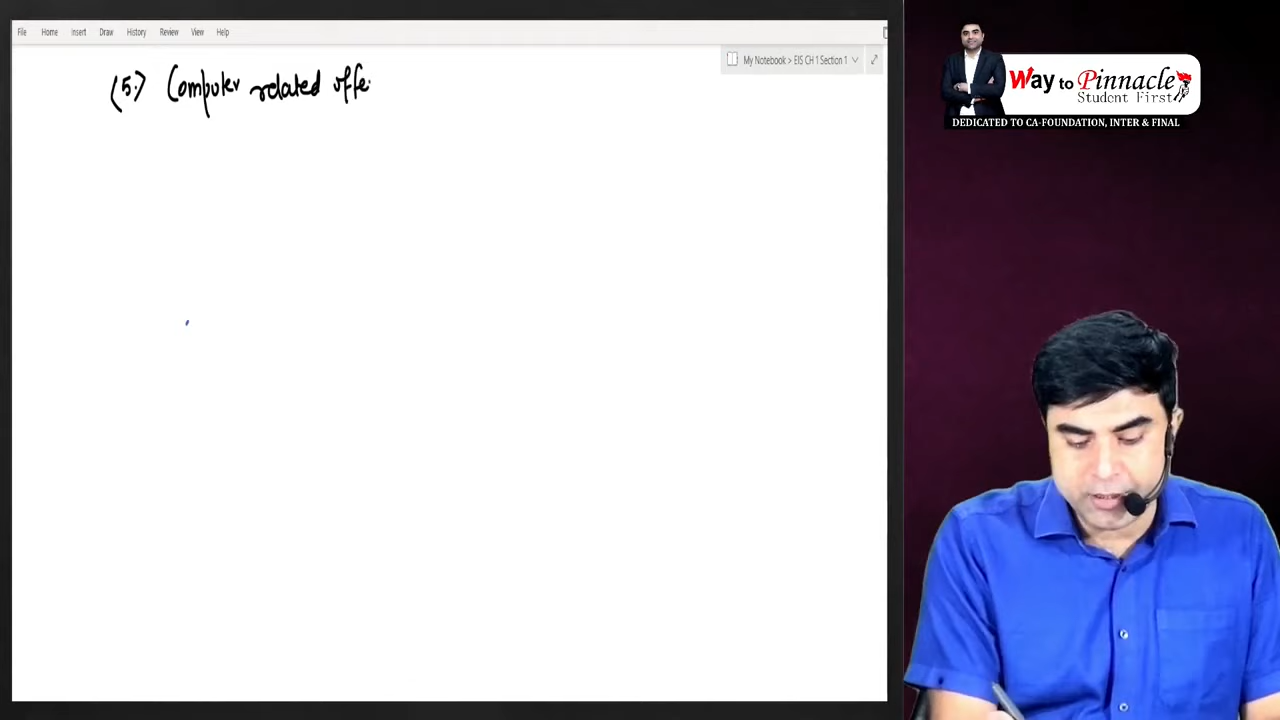 File Home Insert Draw History Review View Help
My Notebook > EIS CH 1 Section 1
(5.) Computer related offe
Way to Pinnacle
Student First
DEDICATED TO CA-FOUNDATION, INTER & FINAL